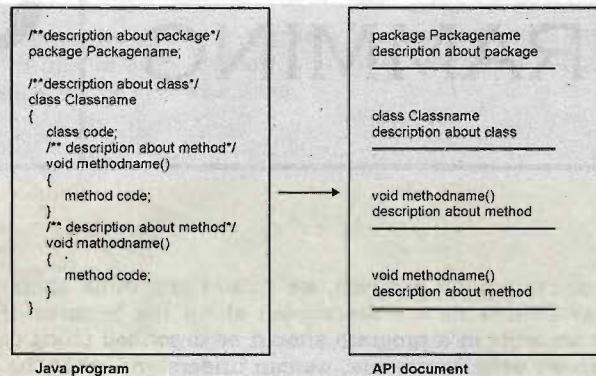 /**description about package*/
package Packagename;
/**description about class*/
class Classname
{
class code;
/** description about method*/
void methodname()
{
method code;
}
/** description about method*/
void mathodname()
{
method code;
}
}
Java program
package Packagename
description about package
class Classname
description about class
void methodname()
description about method
void methodname()
description about method
API document